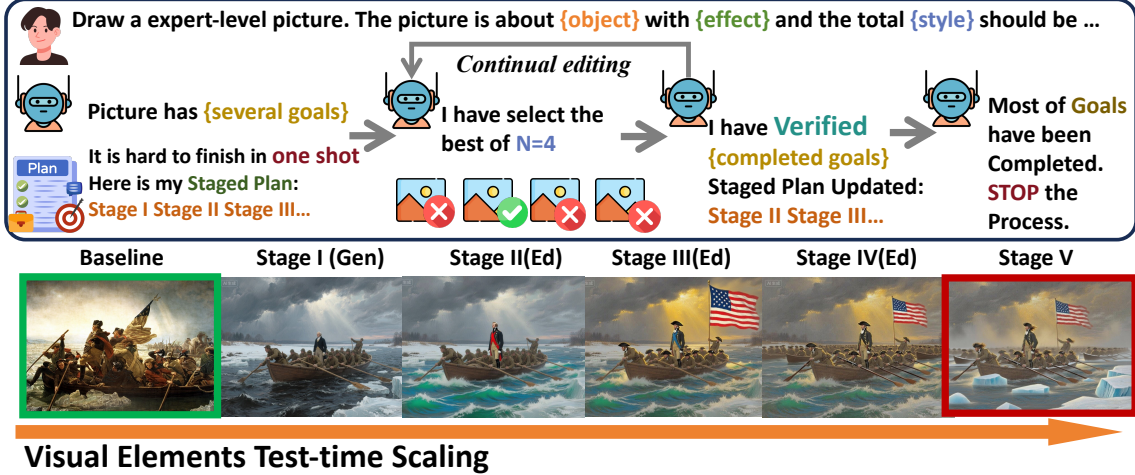 Draw a expert-level picture. The picture is about {object} with {effect} and the total {style} should be ...
Continual editing
Picture has {several goals}
Plan
It is hard to finish in one shot
Here is my Staged Plan:
Stage I Stage II Stage III...
I have select the
best of N=4
I have Verified
{completed goals}
Staged Plan Updated:
Stage II Stage III...
Most of Goals
have been
Completed.
STOP the
Process.
Baseline
Stage I (Gen)
Stage II(Ed)
Stage III(Ed)
Stage IV(Ed)
Stage V
Visual Elements Test-time Scaling